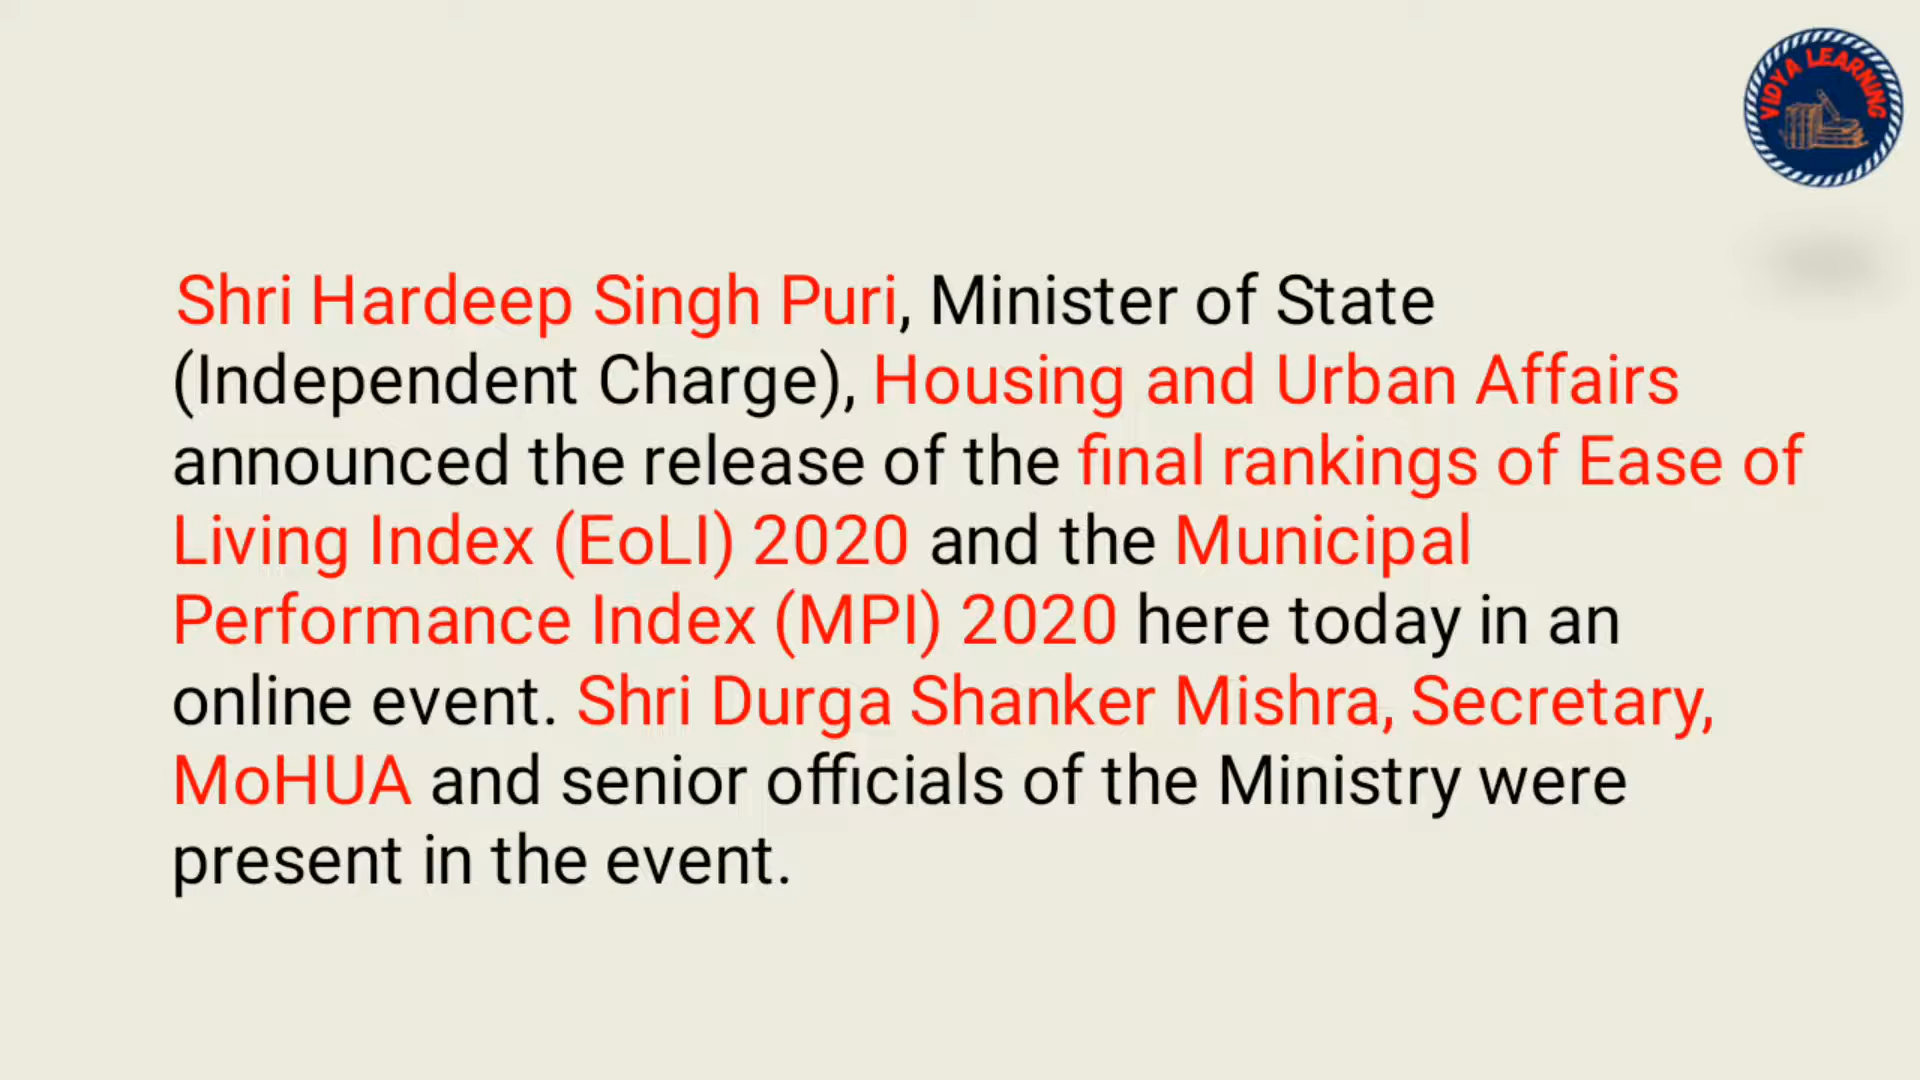 VIDYA LEARNING
Shri Hardeep Singh Puri, Minister of State
(Independent Charge), Housing and Urban Affairs
announced the release of the final rankings of Ease of
Living Index (EoLI) 2020 and the Municipal
Performance Index (MPI) 2020 here today in an
online event. Shri Durga Shanker Mishra, Secretary,
MoHUA and senior officials of the Ministry were
present in the event.